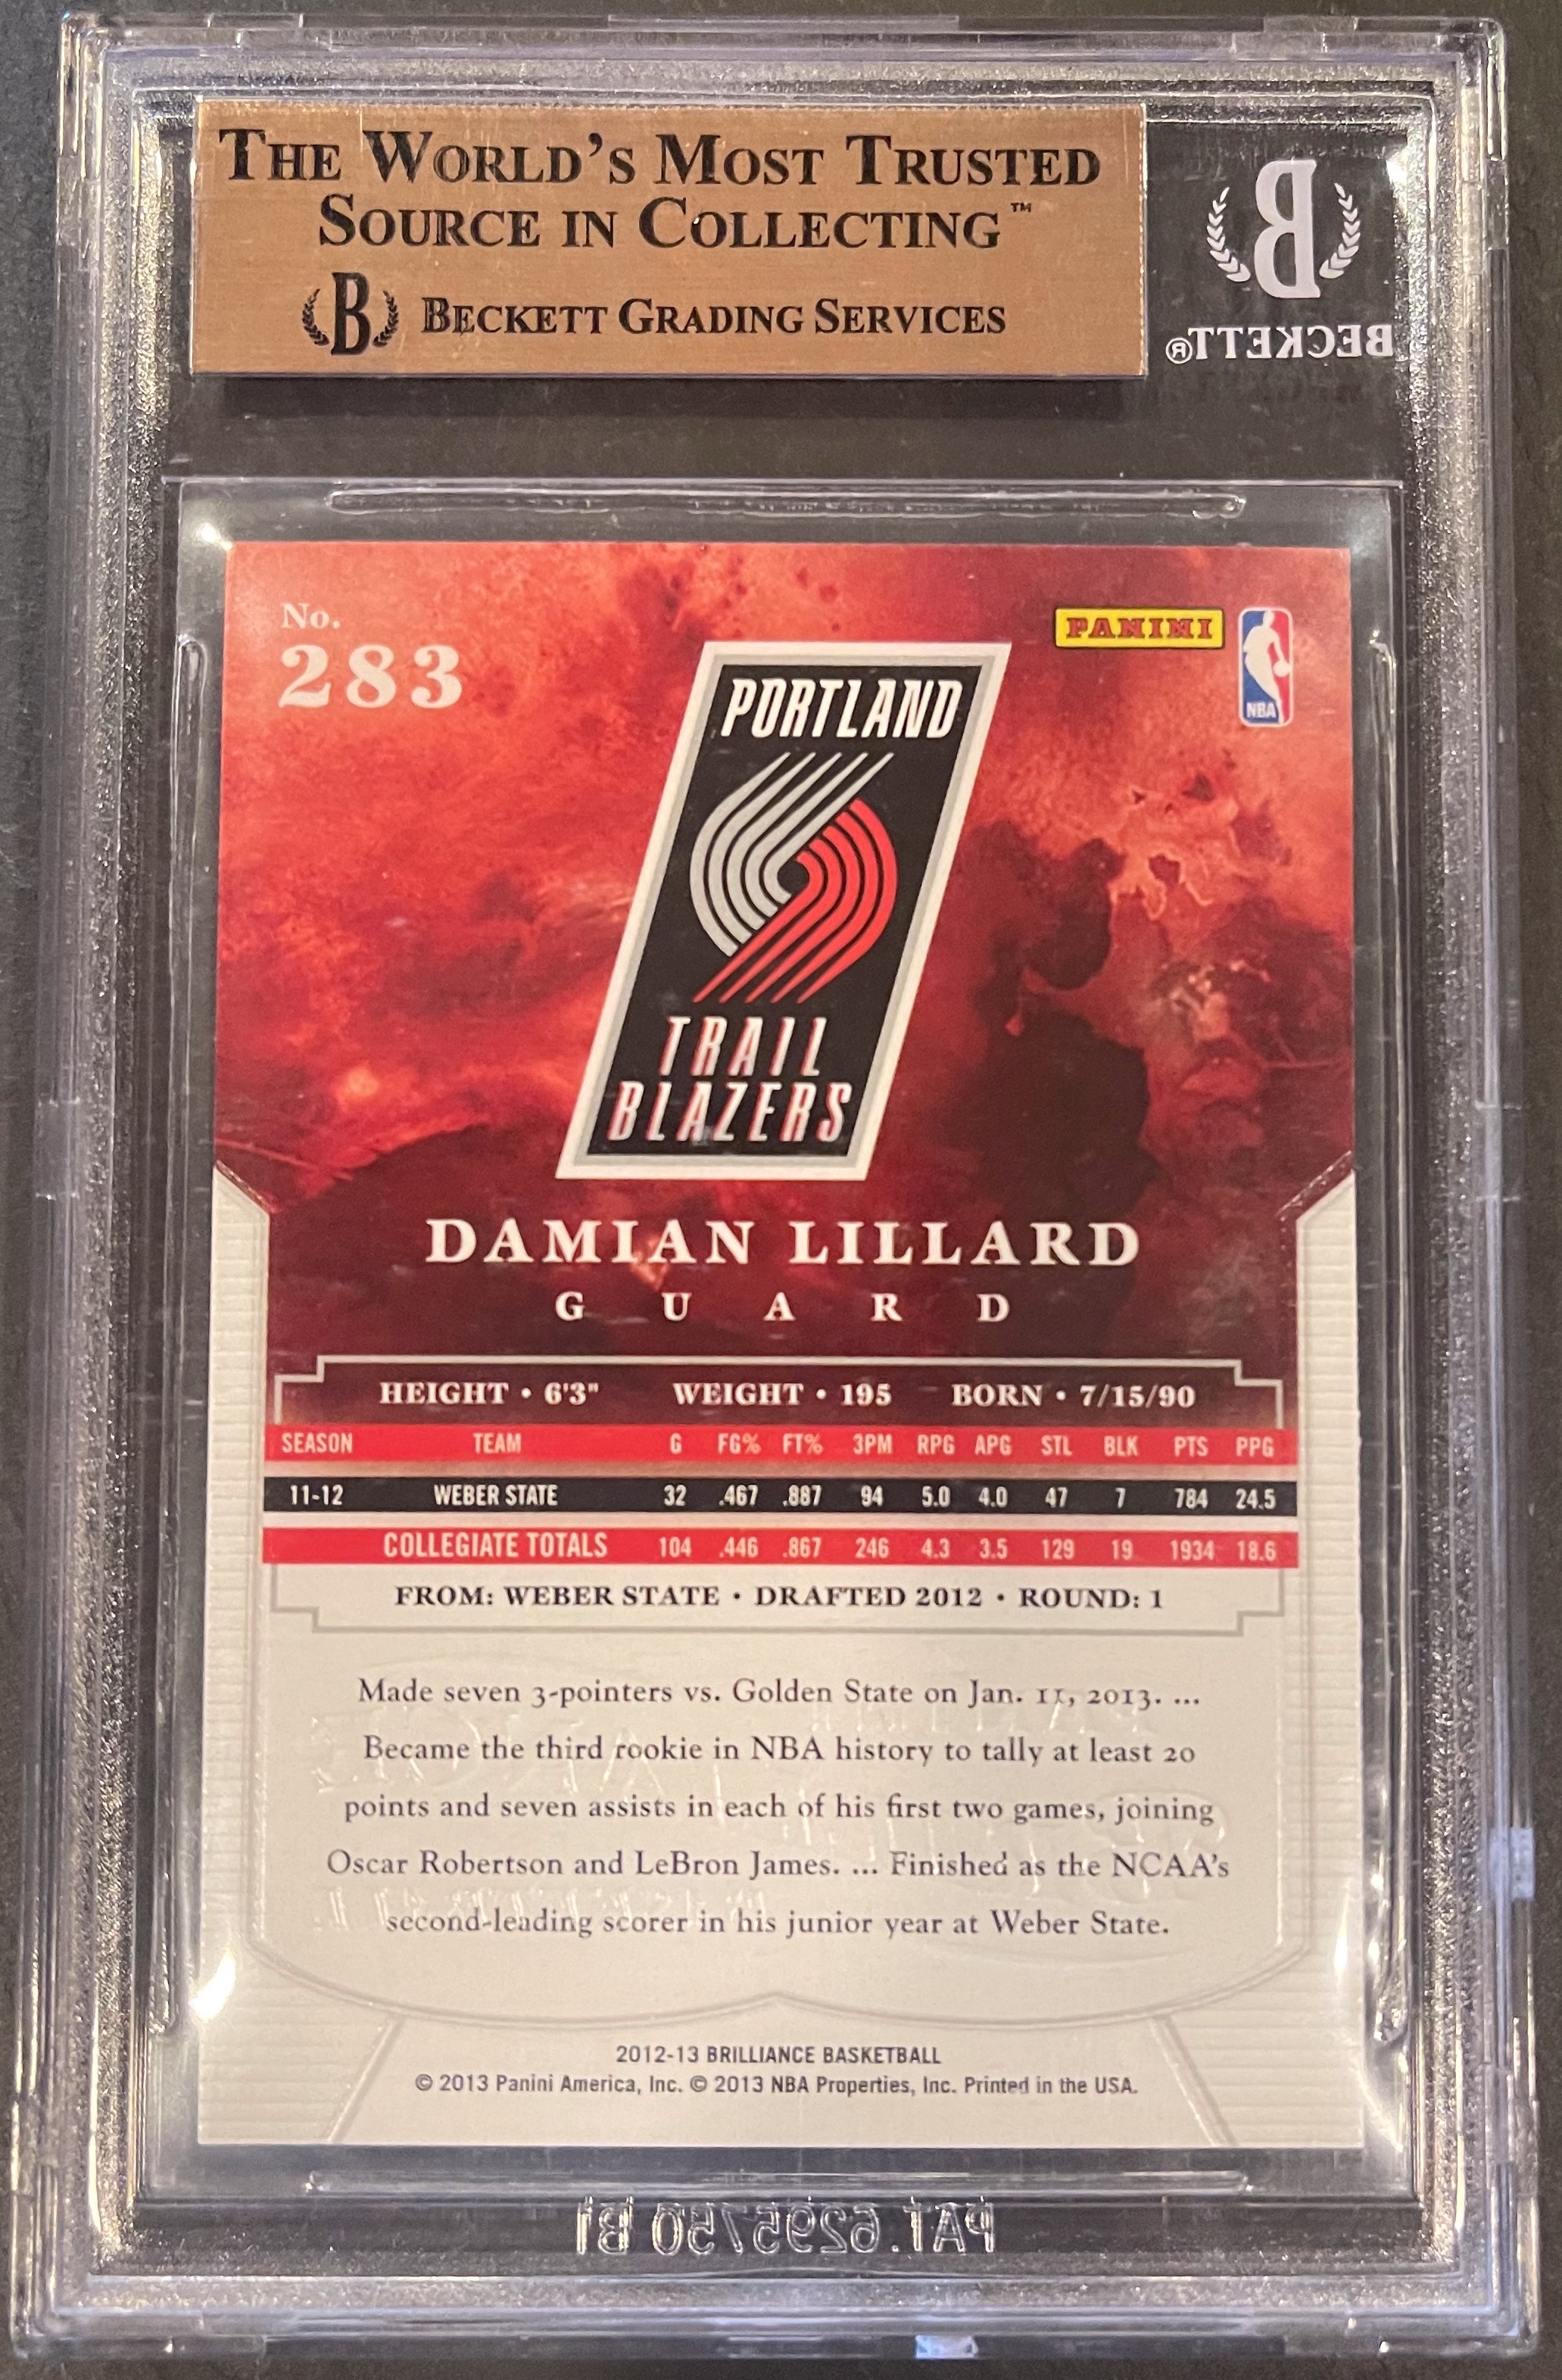 THE WORLD'S MOST TRUSTED
SOURCE IN COLLECTING™
B BECKETT GRADING SERVICES
B
BECKETT®
No.
283
PANINI
NBA
PORTLAND
TRAIL
BLAZERS
DAMIAN LILLARD
GUARD
HEIGHT • 6'3" WEIGHT • 195 BORN • 7/15/90
SEASON TEAM G FG% FT% 3PM RPG APG STL BLK PTS PPG
11-12 WEBER STATE 32 .467 .887 94 5.0 4.0 47 7 784 24.5
COLLEGIATE TOTALS 104 .446 .867 246 4.3 3.5 129 19 1934 18.6
FROM: WEBER STATE • DRAFTED 2012 • ROUND: 1
Made seven 3-pointers vs. Golden State on Jan. 11, 2013. ...
Became the third rookie in NBA history to tally at least 20
points and seven assists in each of his first two games, joining
Oscar Robertson and LeBron James. ... Finished as the NCAA's
second-leading scorer in his junior year at Weber State.
2012-13 BRILLIANCE BASKETBALL
© 2013 Panini America, Inc. © 2013 NBA Properties, Inc. Printed in the USA.
PAT. 6295750 B1